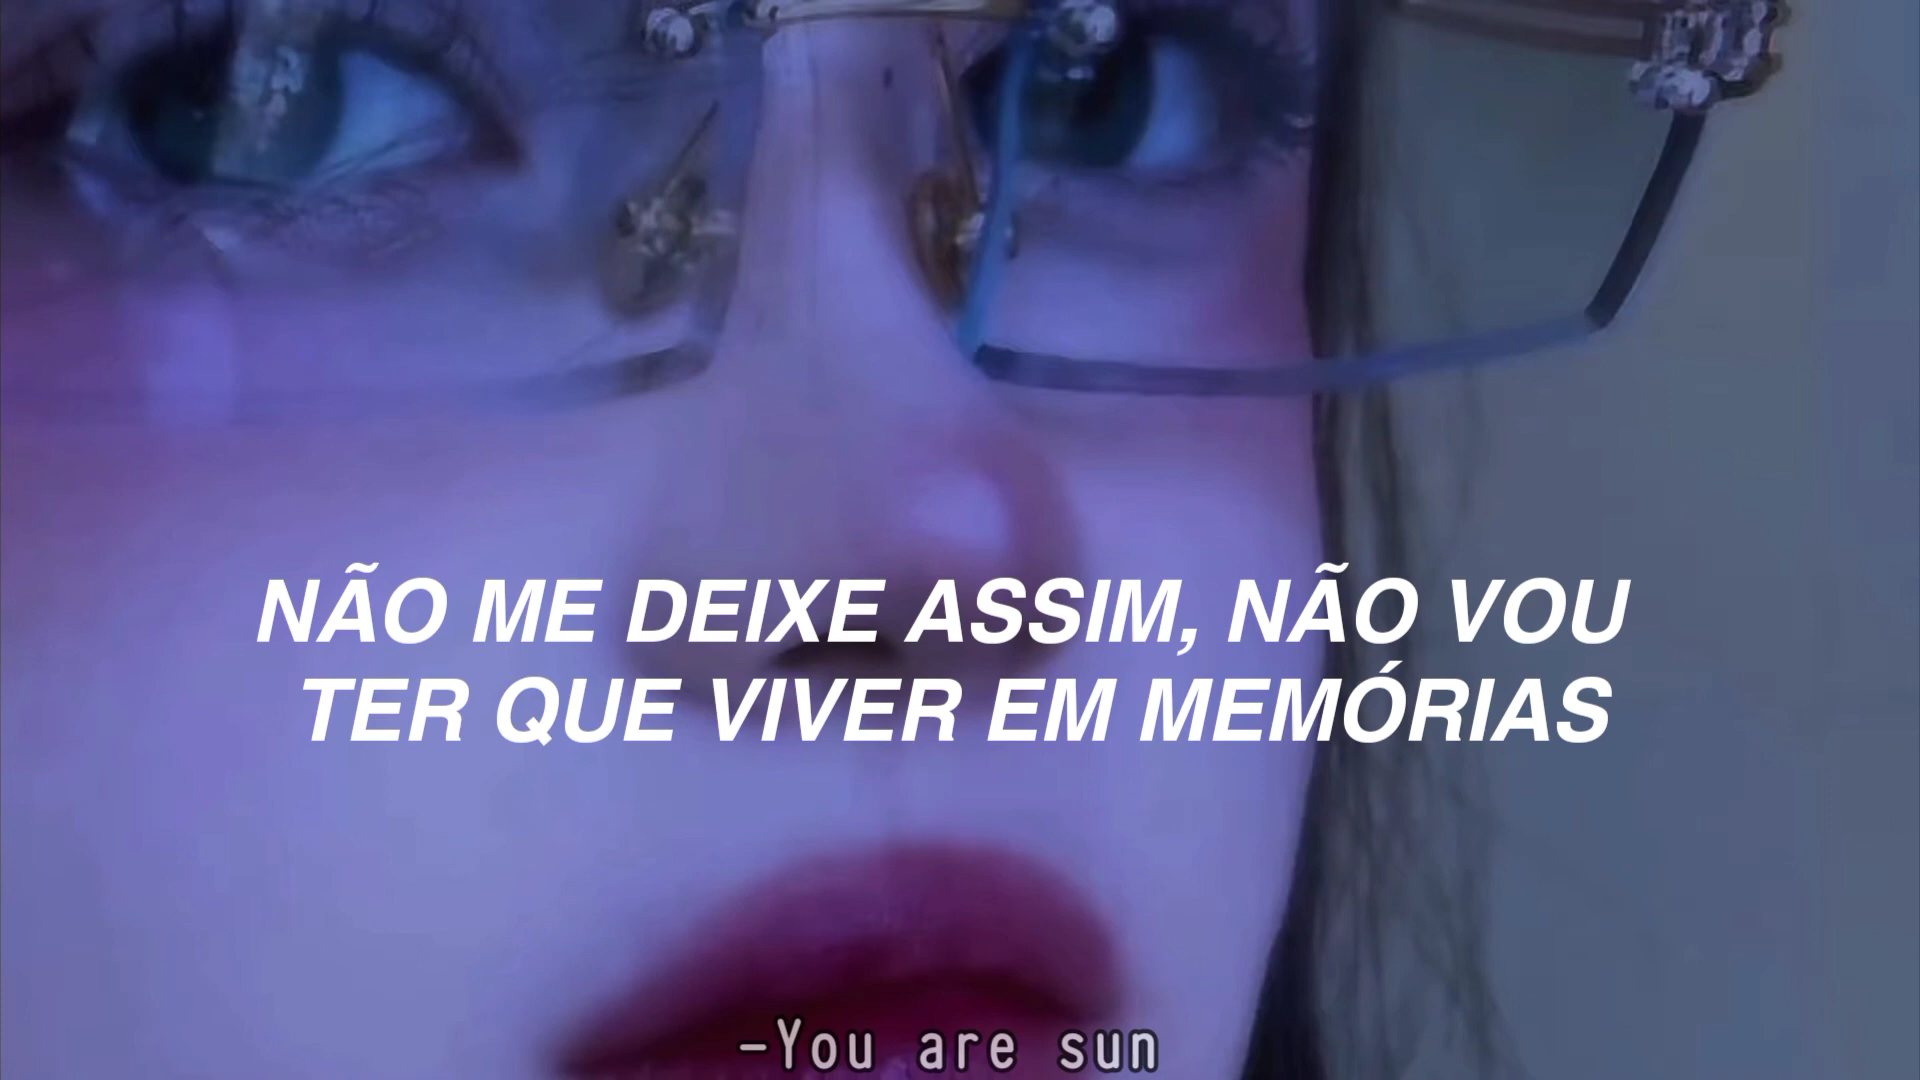 NÃO ME DEIXE ASSIM, NÃO VOU
TER QUE VIVER EM MEMÓRIAS
-You are sun